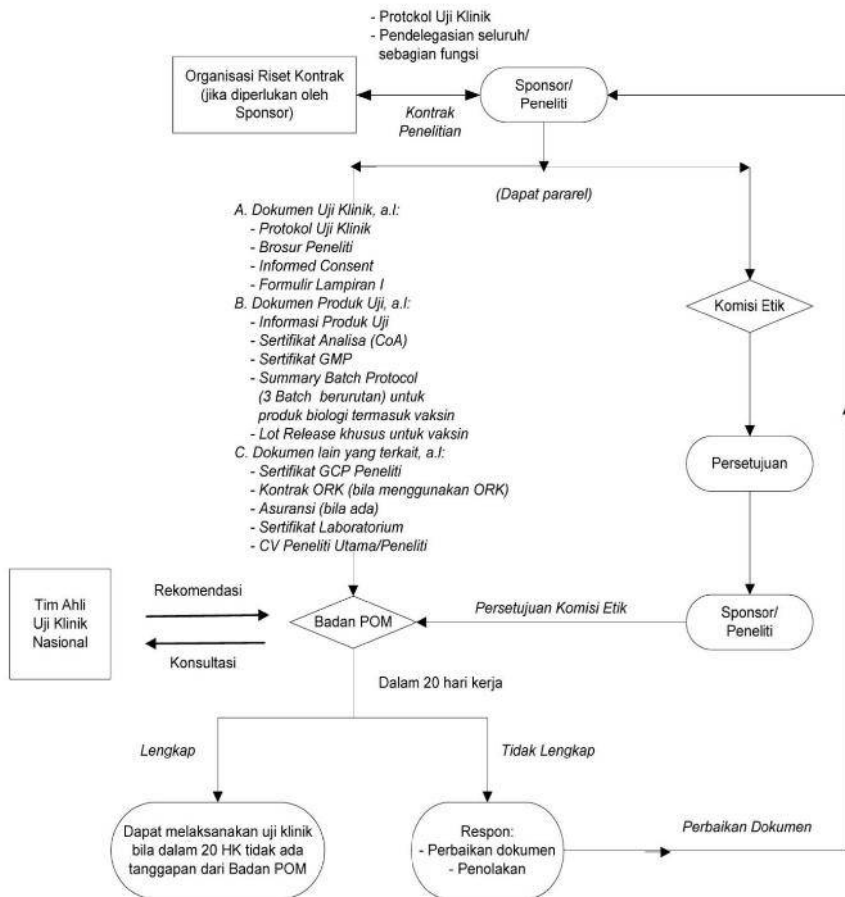 - Protokol Uji Klinik
- Pendelegasian seluruh/
sebagian fungsi
Organisasi Riset Kontrak
(jika diperlukan oleh
Sponsor)
Kontrak
Penelitian
Sponsor/
Peneliti
(Dapat pararel)
A. Dokumen Uji Klinik, a.l:
- Protokol Uji Klinik
- Brosur Peneliti
- Informed Consent
- Formulir Lampiran I
B. Dokumen Produk Uji, a.l:
- Informasi Produk Uji
- Sertifikat Analisa (CoA)
- Sertifikat GMP
- Summary Batch Protocol
(3 Batch berurutan) untuk
produk biologi termasuk vaksin
- Lot Release khusus untuk vaksin
C. Dokumen lain yang terkait, a.l:
- Sertifikat GCP Peneliti
- Kontrak ORK (bila menggunakan ORK)
- Asuransi (bila ada)
- Sertifikat Laboratorium
- CV Peneliti Utama/Peneliti
Komisi Etik
Persetujuan
Sponsor/
Peneliti
Persetujuan Komisi Etik
Tim Ahli
Uji Klinik
Nasional
Rekomendasi
Konsultasi
Badan POM
Dalam 20 hari kerja
Lengkap
Tidak Lengkap
Dapat melaksanakan uji klinik
bila dalam 20 HK tidak ada
tanggapan dari Badan POM
Respon:
- Perbaikan dokumen
- Penolakan
Perbaikan Dokumen